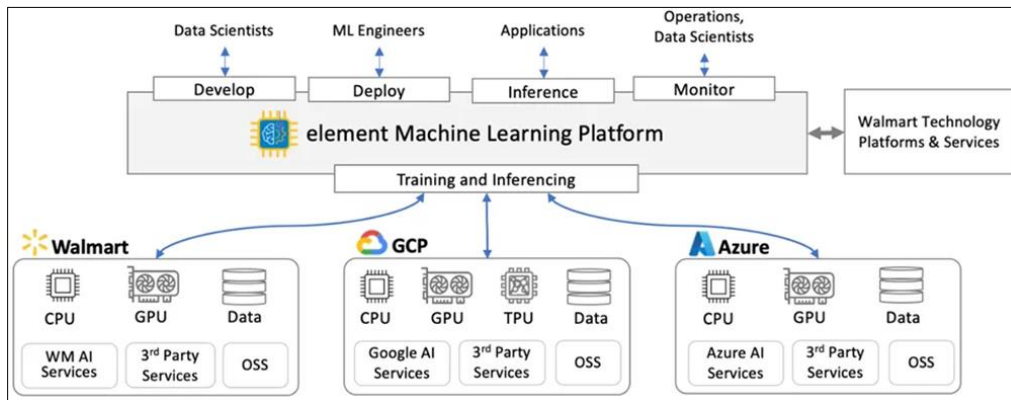 Data Scientists
ML Engineers
Applications
Operations,
Data Scientists
Develop
Deploy
Inference
Monitor
element Machine Learning Platform
Walmart Technology
Platforms & Services
Training and Inferencing
Walmart
CPU
GPU
Data
WM AI
Services
3rd Party
Services
OSS
GCP
CPU
GPU
TPU
Data
Google AI
Services
3rd Party
Services
OSS
Azure
CPU
GPU
Data
Azure AI
Services
3rd Party
Services
OSS